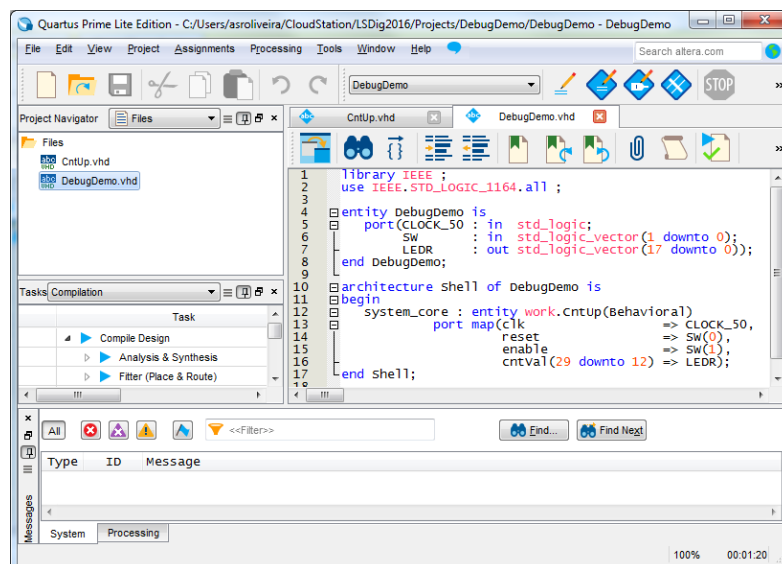 Quartus Prime Lite Edition - C:/Users/asroliveira/CloudStation/LSDig2016/Projects/DebugDemo/DebugDemo - DebugDemo
File Edit View Project Assignments Processing Tools Window Help
Search altera.com
DebugDemo
STOP
»
Project Navigator Files
CntUp.vhd
DebugDemo.vhd
Files
abc VHD CntUp.vhd
abc VHD DebugDemo.vhd
»
1 library IEEE ;
2 use IEEE.STD_LOGIC_1164.all ;
3
4 entity DebugDemo is
5 port(CLOCK_50 : in std_logic;
6 SW : in std_logic_vector(1 downto 0);
7 LEDR : out std_logic_vector(17 downto 0));
8 end DebugDemo;
9
10 architecture Shell of DebugDemo is
11 begin
12 system_core : entity work.CntUp(Behavioral)
13 port map(clk => CLOCK_50,
14 reset => SW(0),
15 enable => SW(1),
16 cntVal(29 downto 12) => LEDR);
17 end Shell;
18
Tasks Compilation
Task
Compile Design
Analysis & Synthesis
Fitter (Place & Route)
All
<<Filter>>
Find...
Find Next
Type ID Message
Messages
System Processing
100% 00:01:20